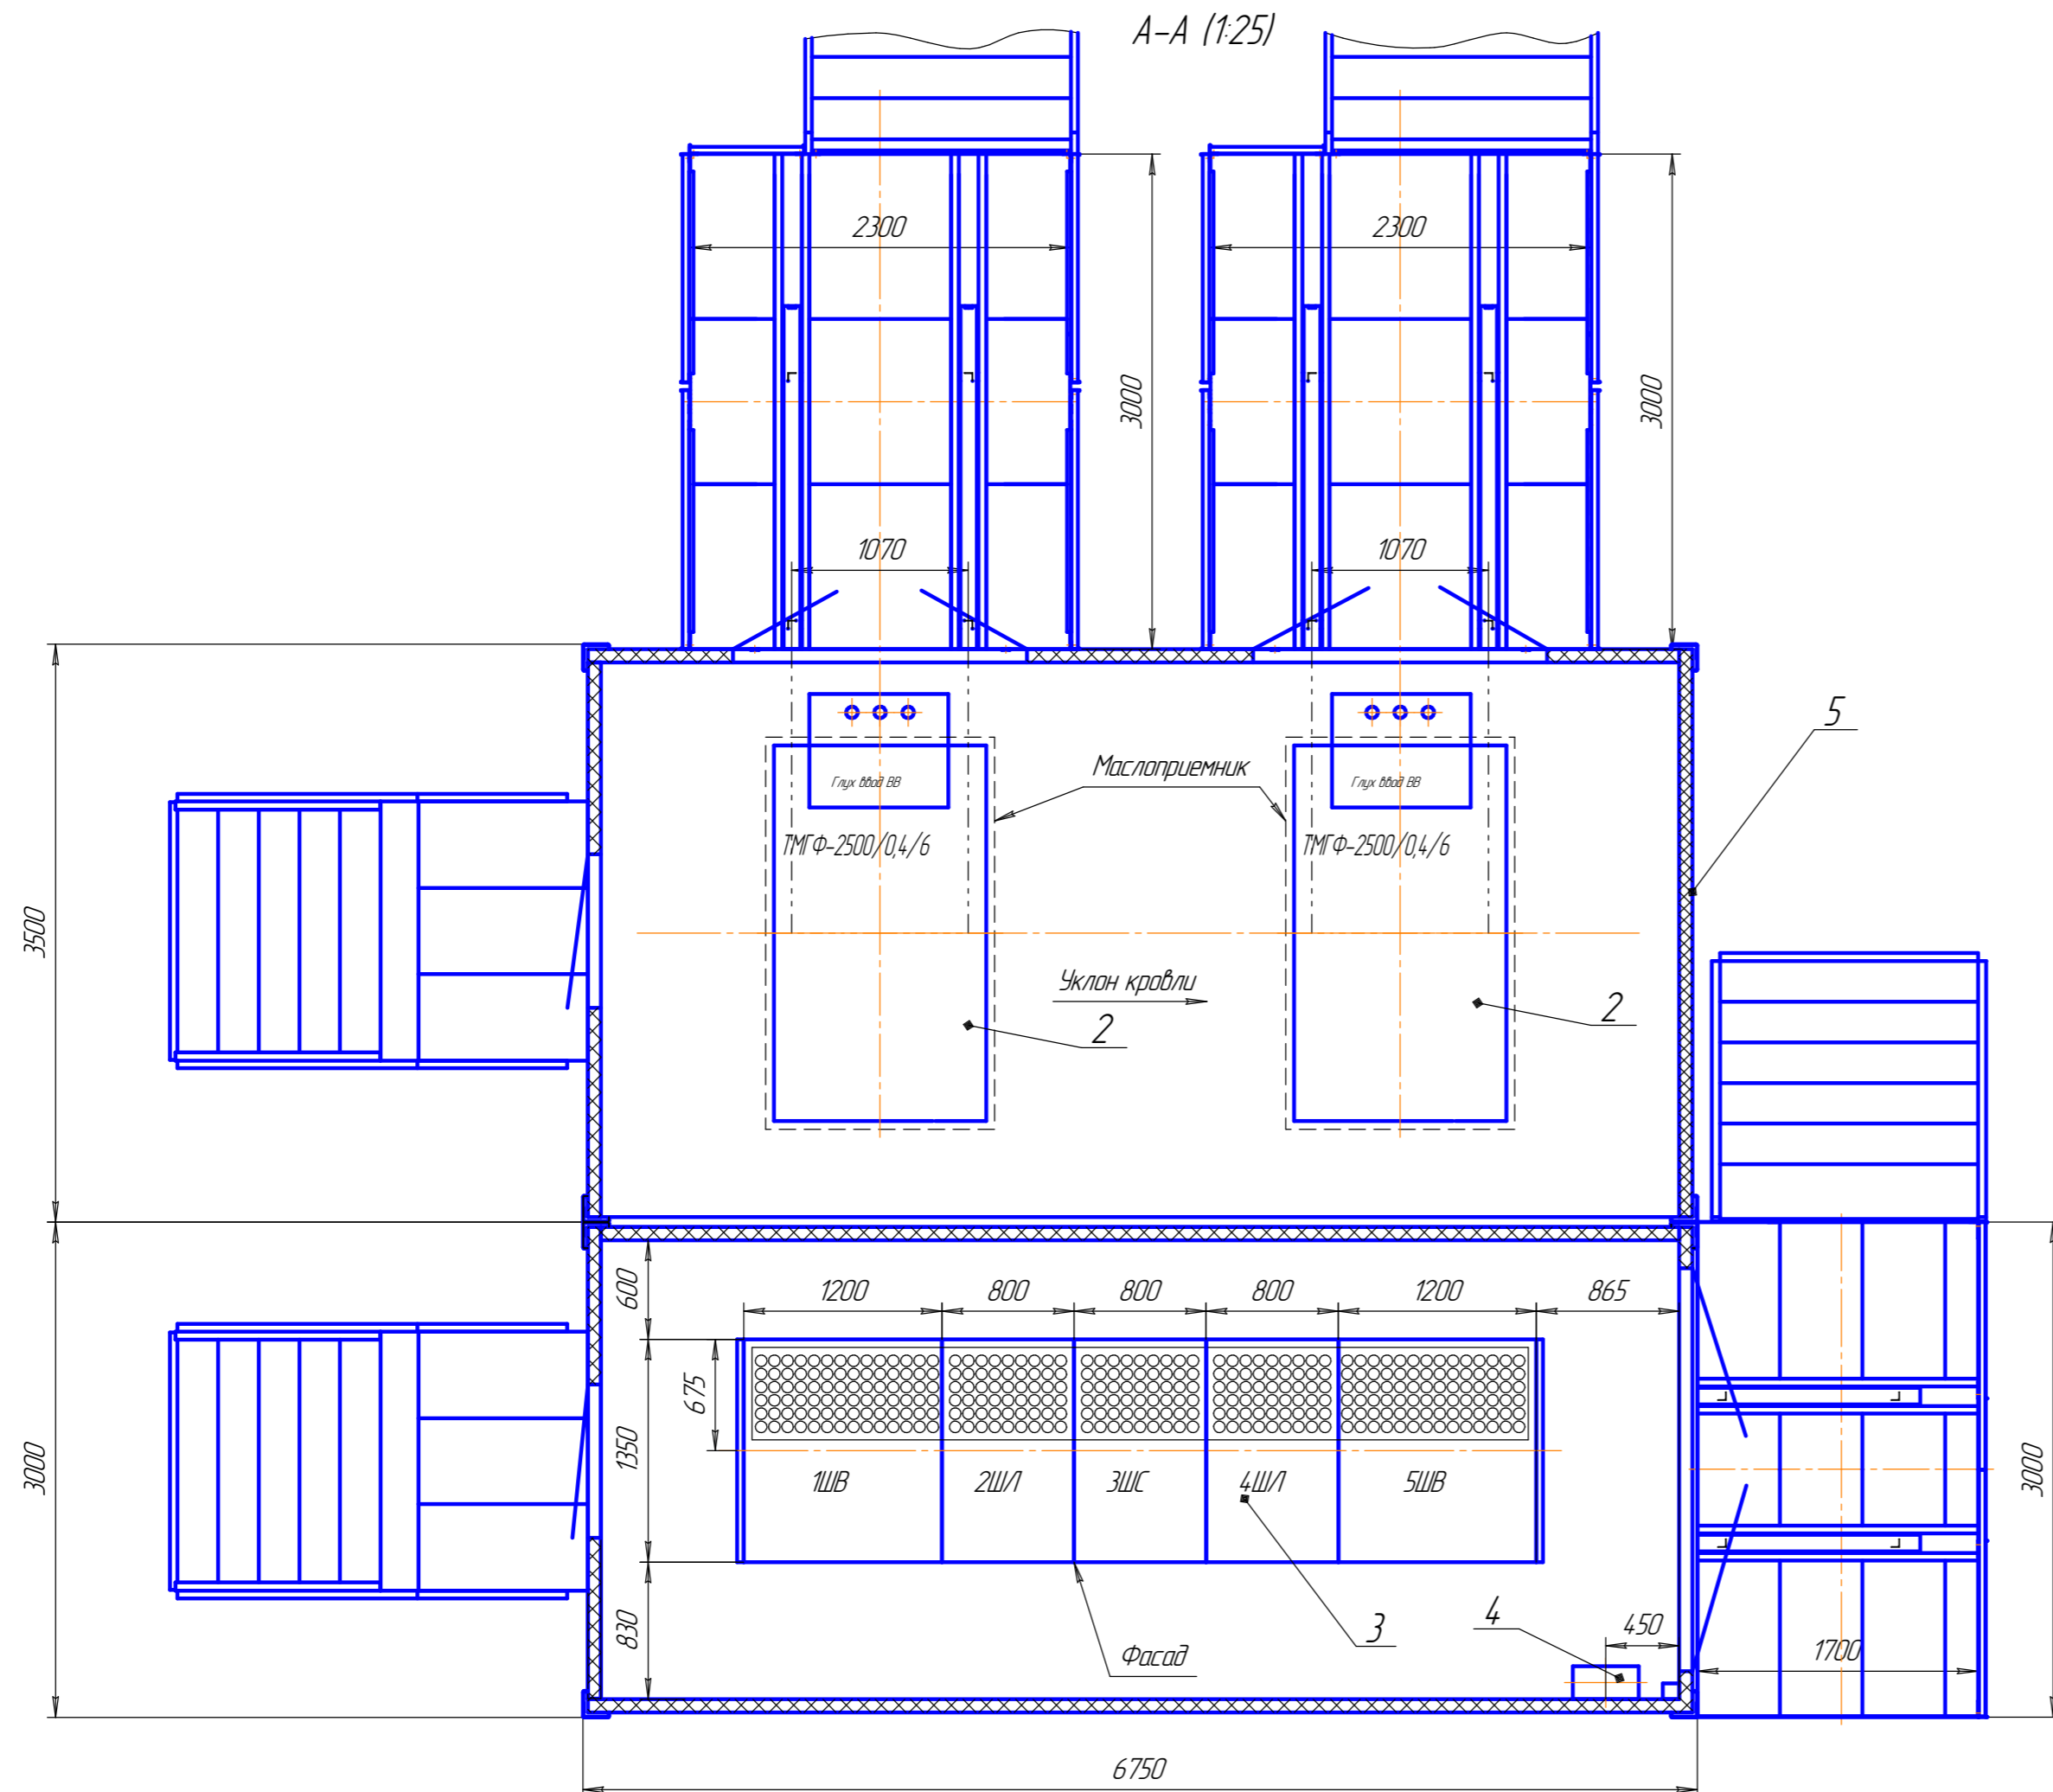 А-А (1:25)
2300
2300
3000
3000
1070
1070
5
Маслоприемник
Глух ввод ВВ
Глух ввод ВВ
ТМГФ-2500/0,4/6
ТМГФ-2500/0,4/6
3500
Уклон кровли
2
2
600
1200
800
800
800
1200
865
675
1350
3000
3000
1ШВ
2ШЛ
3ШС
4ШЛ
5ШВ
830
Фасад
3
4
450
1700
6750